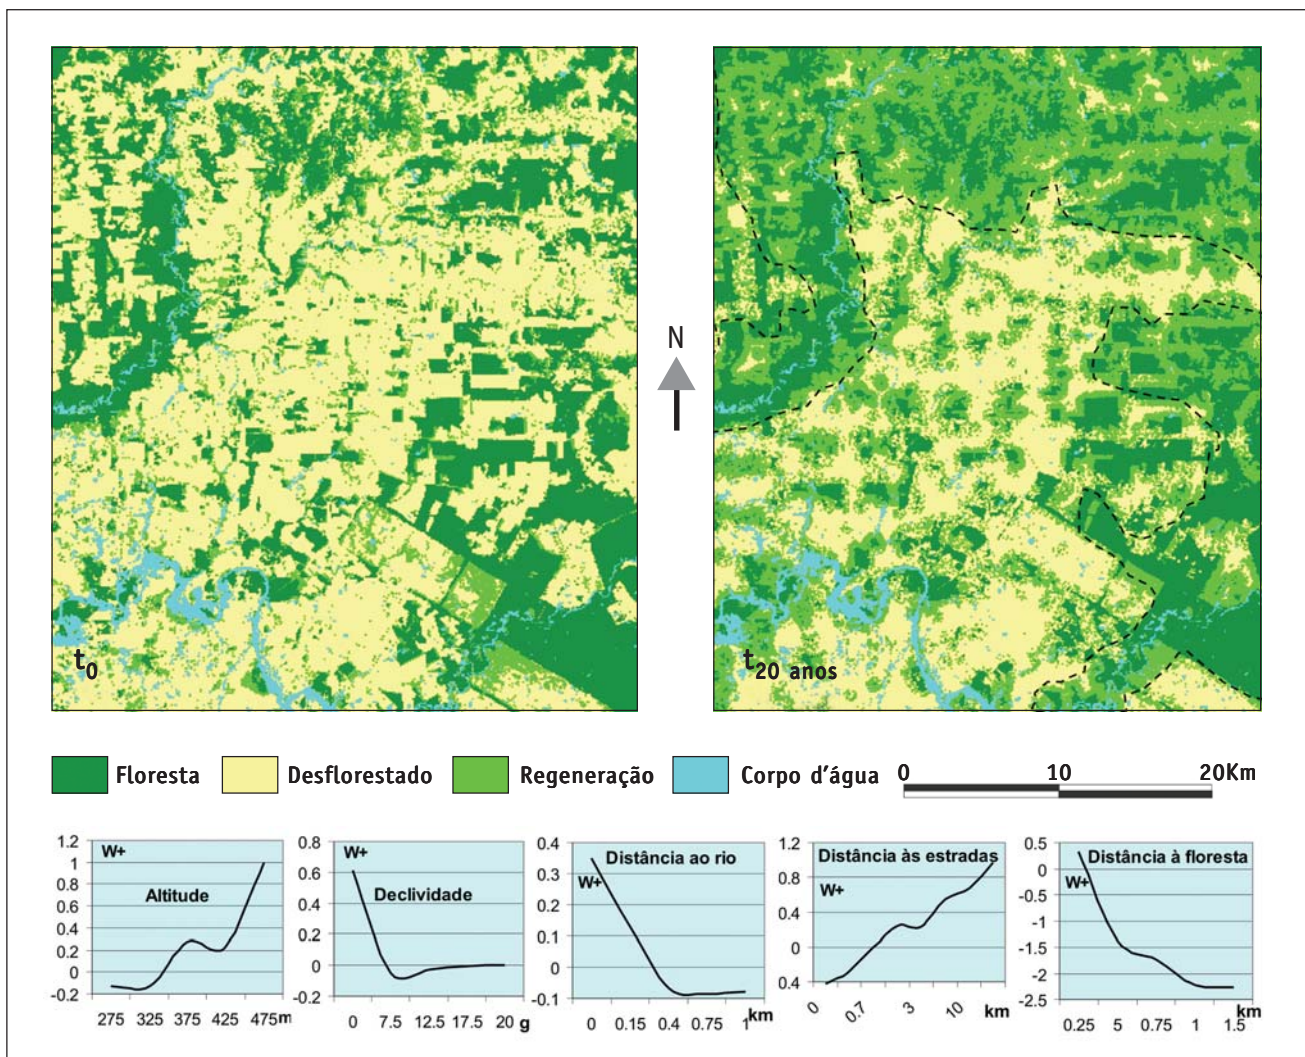 N
t0
t20 anos
Floresta
Desflorestado
Regeneração
Corpo d'água
0 10 20Km
1.2
1
0.8
0.6
0.4
0.2
0
-0.2
W+
Altitude
275 325 375 425 475m
0.8
0.6
0.4
0.2
0
-0.2
W+
Declividade
0 7.5 12.5 17.5 20 g
0.4
0.3
0.2
0.1
0
-0.1
Distância ao rio
W+
0 0.15 0.4 0.75 1 km
1.2
0.8
0.4
0
0.4
Distância às estradas
W+
0 0.7 3 10 km
0.5
0
-0.5
-1
-1.5
-2
-2.5
Distância à floresta
W+
0.25 5 0.75 1 1.5 km